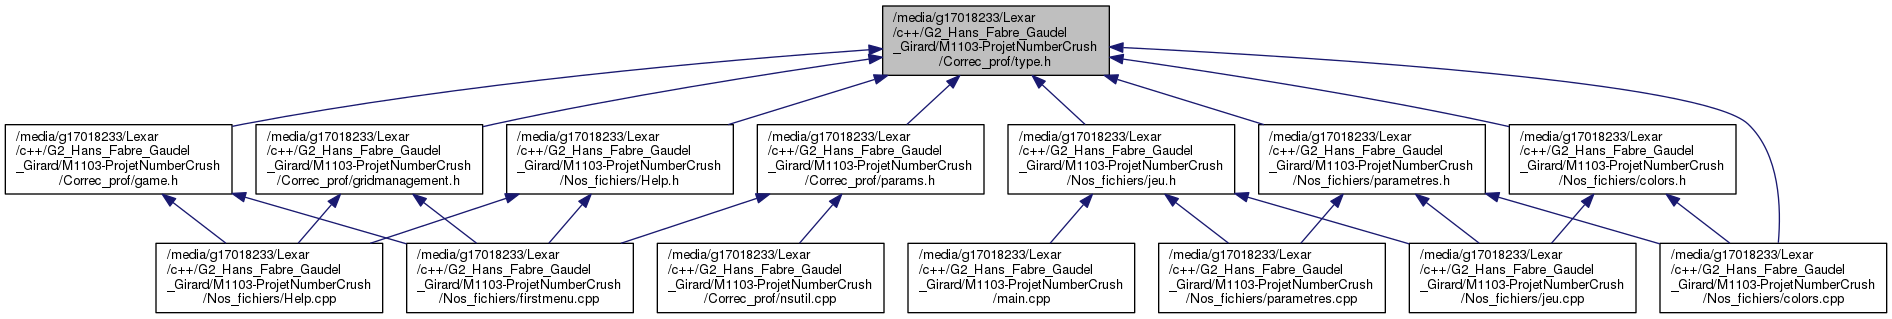 /media/g17018233/Lexar
/c++/G2_Hans_Fabre_Gaudel
_Girard/M1103-ProjetNumberCrush
/Correc_prof/type.h
/media/g17018233/Lexar
/c++/G2_Hans_Fabre_Gaudel
_Girard/M1103-ProjetNumberCrush
/Correc_prof/game.h
/media/g17018233/Lexar
/c++/G2_Hans_Fabre_Gaudel
_Girard/M1103-ProjetNumberCrush
/Correc_prof/gridmanagement.h
/media/g17018233/Lexar
/c++/G2_Hans_Fabre_Gaudel
_Girard/M1103-ProjetNumberCrush
/Nos_fichiers/Help.h
/media/g17018233/Lexar
/c++/G2_Hans_Fabre_Gaudel
_Girard/M1103-ProjetNumberCrush
/Correc_prof/params.h
/media/g17018233/Lexar
/c++/G2_Hans_Fabre_Gaudel
_Girard/M1103-ProjetNumberCrush
/Nos_fichiers/jeu.h
/media/g17018233/Lexar
/c++/G2_Hans_Fabre_Gaudel
_Girard/M1103-ProjetNumberCrush
/Nos_fichiers/parametres.h
/media/g17018233/Lexar
/c++/G2_Hans_Fabre_Gaudel
_Girard/M1103-ProjetNumberCrush
/Nos_fichiers/colors.h
/media/g17018233/Lexar
/c++/G2_Hans_Fabre_Gaudel
_Girard/M1103-ProjetNumberCrush
/Nos_fichiers/Help.cpp
/media/g17018233/Lexar
/c++/G2_Hans_Fabre_Gaudel
_Girard/M1103-ProjetNumberCrush
/Nos_fichiers/firstmenu.cpp
/media/g17018233/Lexar
/c++/G2_Hans_Fabre_Gaudel
_Girard/M1103-ProjetNumberCrush
/Correc_prof/nsutil.cpp
/media/g17018233/Lexar
/c++/G2_Hans_Fabre_Gaudel
_Girard/M1103-ProjetNumberCrush
/main.cpp
/media/g17018233/Lexar
/c++/G2_Hans_Fabre_Gaudel
_Girard/M1103-ProjetNumberCrush
/Nos_fichiers/parametres.cpp
/media/g17018233/Lexar
/c++/G2_Hans_Fabre_Gaudel
_Girard/M1103-ProjetNumberCrush
/Nos_fichiers/jeu.cpp
/media/g17018233/Lexar
/c++/G2_Hans_Fabre_Gaudel
_Girard/M1103-ProjetNumberCrush
/Nos_fichiers/colors.cpp